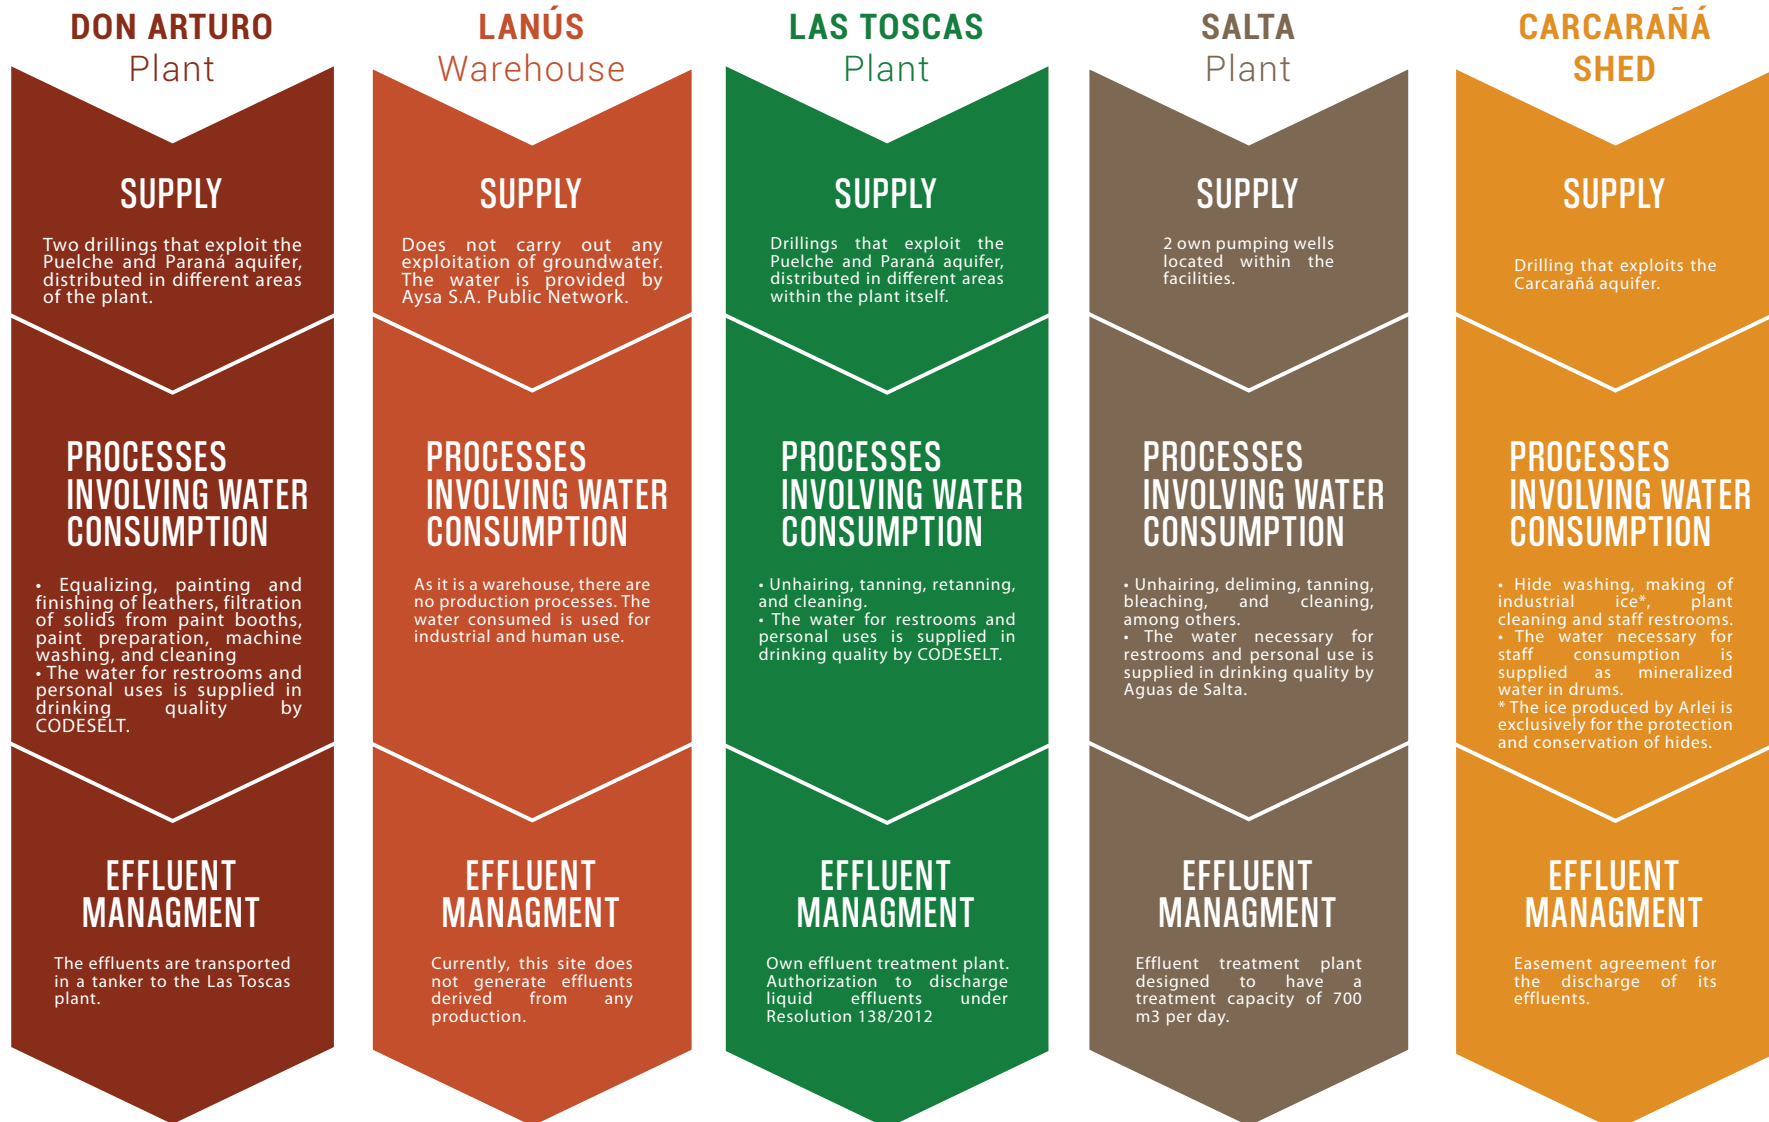 DON ARTURO
Plant
SUPPLY
Two drillings that exploit the
Puelche and Paraná aquifer,
distributed in different areas
of the plant.
PROCESSES
INVOLVING WATER
CONSUMPTION
• Equalizing, painting and
finishing of leathers, filtration
of solids from paint booths,
paint preparation, machine
washing, and cleaning
• The water for restrooms and
personal uses is supplied in
drinking quality by
CODESELT.
EFFLUENT
MANAGMENT
The effluents are transported
in a tanker to the Las Toscas
plant.
LANÚS
Warehouse
SUPPLY
Does not carry out any
exploitation of groundwater.
The water is provided by
Aysa S.A. Public Network.
PROCESSES
INVOLVING WATER
CONSUMPTION
As it is a warehouse, there are
no production processes. The
water consumed is used for
industrial and human use.
EFFLUENT
MANAGMENT
Currently, this site does
not generate effluents
derived from any
production.
LAS TOSCAS
Plant
SUPPLY
Drillings that exploit the
Puelche and Paraná aquifer,
distributed in different areas
within the plant itself.
PROCESSES
INVOLVING WATER
CONSUMPTION
• Unhairing, tanning, retanning,
and cleaning.
• The water for restrooms and
personal uses is supplied in
drinking quality by CODESELT.
EFFLUENT
MANAGMENT
Own effluent treatment plant.
Authorization to discharge
liquid effluents under
Resolution 138/2012
SALTA
Plant
SUPPLY
2 own pumping wells
located within the
facilities.
PROCESSES
INVOLVING WATER
CONSUMPTION
• Unhairing, deliming, tanning,
bleaching, and cleaning,
among others.
• The water necessary for
restrooms and personal use is
supplied in drinking quality by
Aguas de Salta.
EFFLUENT
MANAGMENT
Effluent treatment plant
designed to have a
treatment capacity of 700
m3 per day.
CARCARAÑÁ
SHED
SUPPLY
Drilling that exploits the
Carcarañá aquifer.
PROCESSES
INVOLVING WATER
CONSUMPTION
• Hide washing, making of
industrial ice*, plant
cleaning and staff restrooms.
• The water necessary for
staff consumption is
supplied as mineralized
water in drums.
* The ice produced by Arlei is
exclusively for the protection
and conservation of hides.
EFFLUENT
MANAGMENT
Easement agreement for
the discharge of its
effluents.